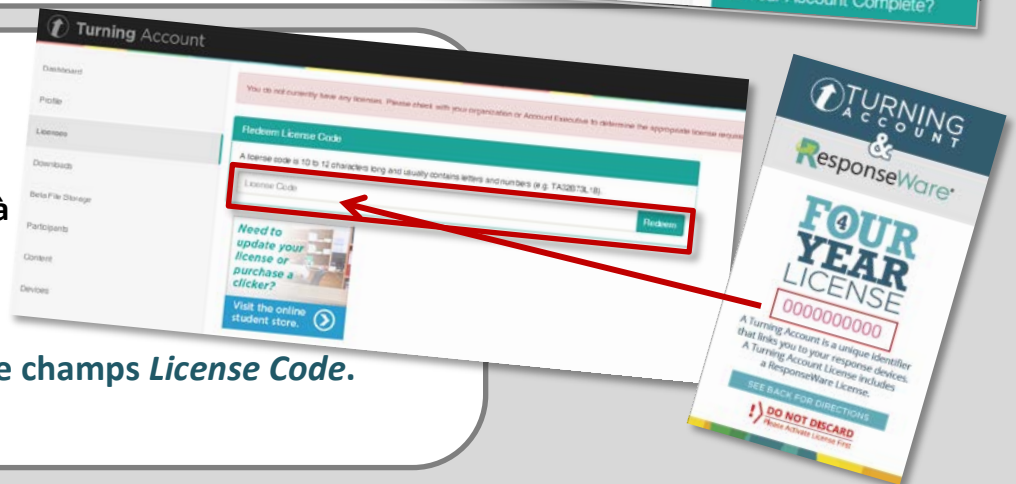 Your Account Complete?
Turning Account
Dashboard
Profile
Licenses
Downloads
Beta File Storage
Participants
Content
Devices
You do not currently have any licenses. Please check with your organization or Account Executive to determine the appropriate license
Redeem License Code
A license code is 10 to 12 characters long and usually contains letters and numbers (e.g. TA32B73L18).
License Code
Redeem
Need to
update your
license or
purchase a
clicker?
Visit the online
student store.
à
e champs License Code.
TURNING
ACCOUNT
&
ResponseWare
4
FOUR
YEAR
LICENSE
0000000000
A Turning Account is a unique identifier
that links you to your response devices.
A Turning Account License includes
a ResponseWare License.
SEE BACK FOR DIRECTIONS
!) DO NOT DISCARD
Please Activate License First